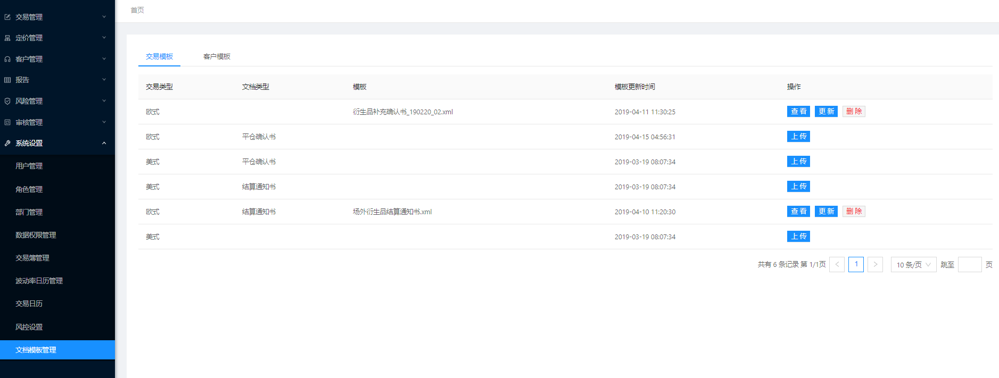 交易管理
定价管理
客户管理
报告
风险管理
审核管理
系统设置
用户管理
角色管理
部门管理
数据权限管理
交易簿管理
波动率日历管理
交易日历
风控设置
文档模板管理
首页
交易模板 客户模板
交易类型 文档类型 模板 模板更新时间 操作
欧式 衍生品补充确认书_190220_02.xml 2019-04-11 11:30:25 查看 更新 删除
欧式 平仓确认书 2019-04-15 04:56:31 上传
美式 平仓确认书 2019-03-19 08:07:34 上传
美式 结算通知书 2019-03-19 08:07:34 上传
欧式 结算通知书 场外衍生品结算通知书.xml 2019-04-10 11:20:30 查看 更新 删除
美式 2019-03-19 08:07:34 上传
共有 6 条记录 第 1/1页 < 1 > 10 条/页 跳至 页